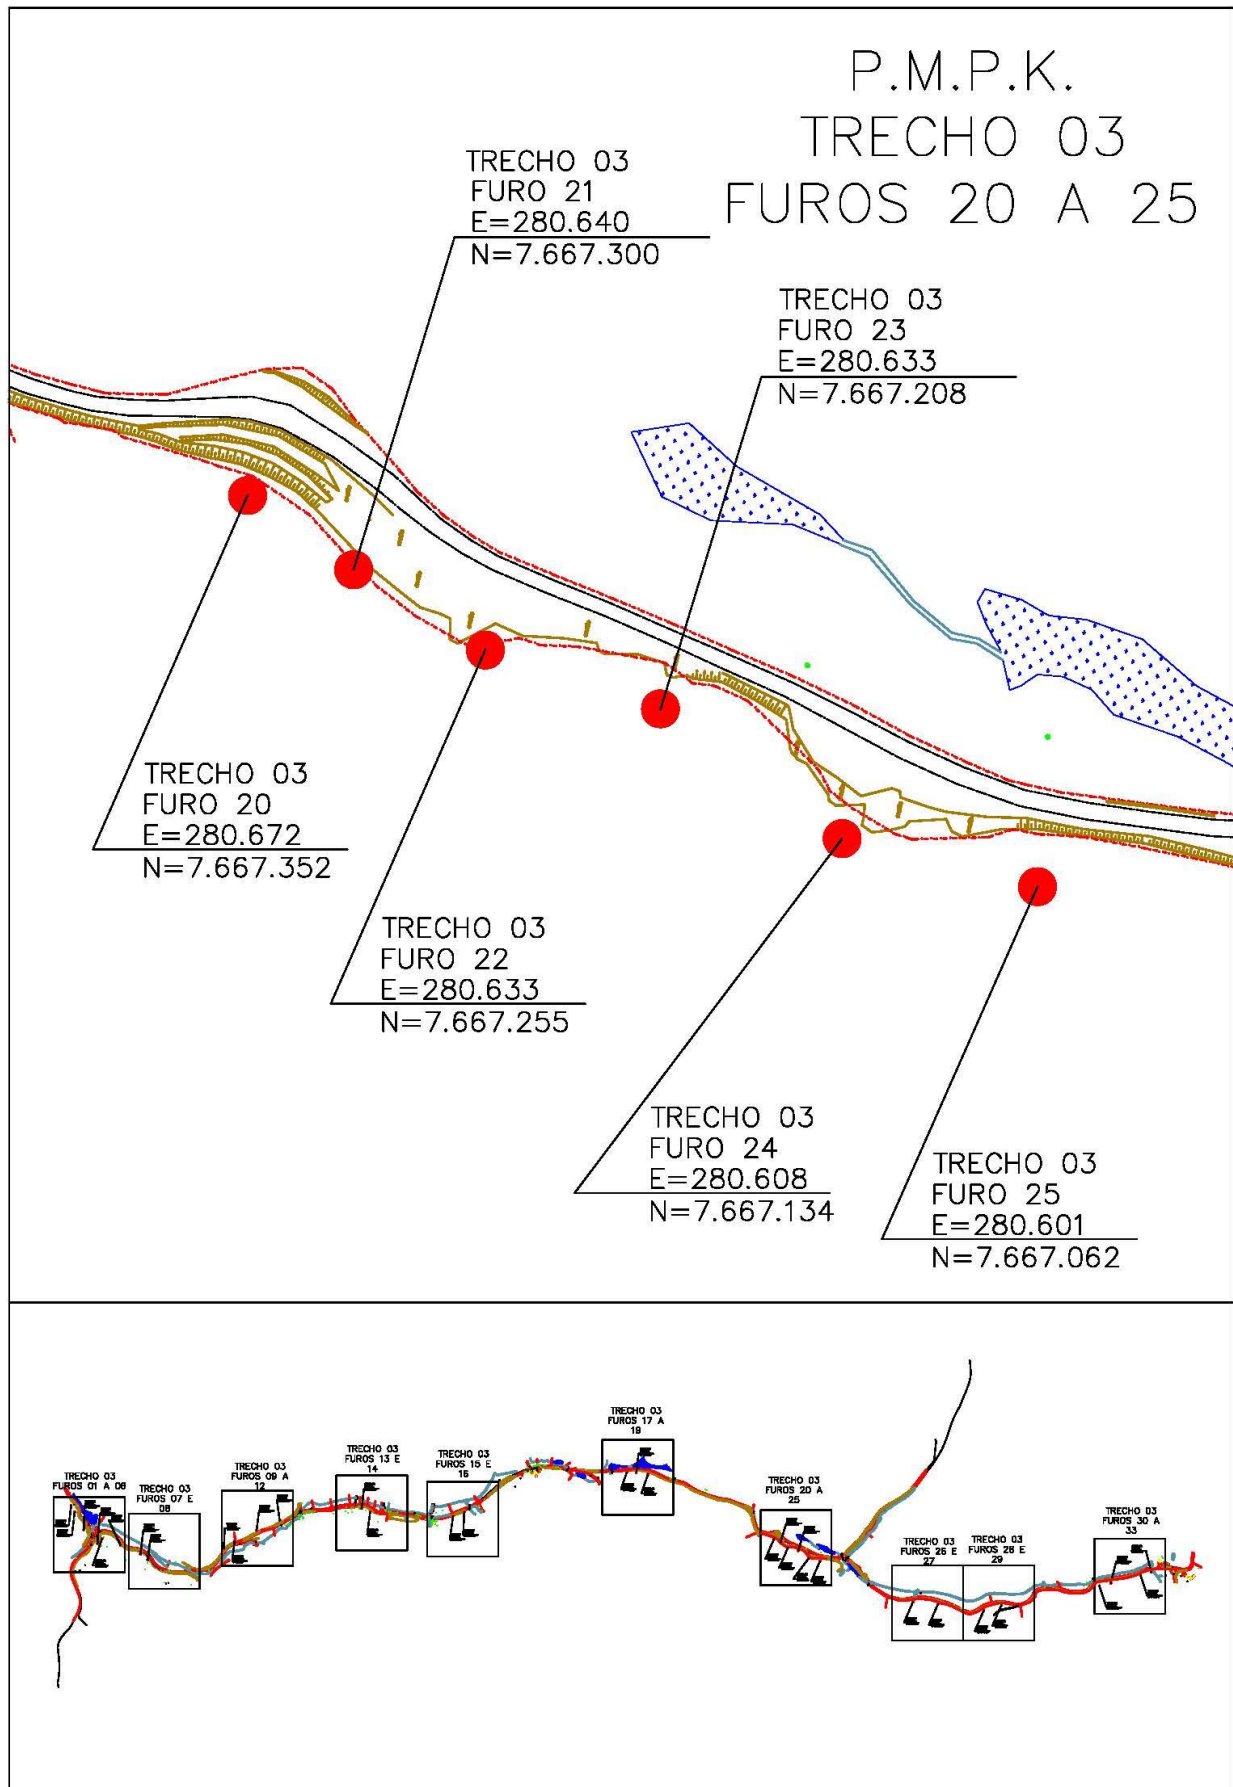 P.M.P.K.
TRECHO 03
FUROS 20 A 25
TRECHO 03
FURO 21
E=280.640
N=7.667.300
TRECHO 03
FURO 23
E=280.633
N=7.667.208
TRECHO 03
FURO 20
E=280.672
N=7.667.352
TRECHO 03
FURO 22
E=280.633
N=7.667.255
TRECHO 03
FURO 24
E=280.608
N=7.667.134
TRECHO 03
FURO 25
E=280.601
N=7.667.062
TRECHO 03
FUROS 01 A 06
TRECHO 03
FUROS 07 E
08
TRECHO 03
FUROS 09 A
12
TRECHO 03
FUROS 13 E
14
TRECHO 03
FUROS 15 E
16
TRECHO 03
FUROS 17 A
19
TRECHO 03
FUROS 20 A
25
TRECHO 03
FUROS 26 E
27
TRECHO 03
FUROS 28 E
29
TRECHO 03
FUROS 30 A
33